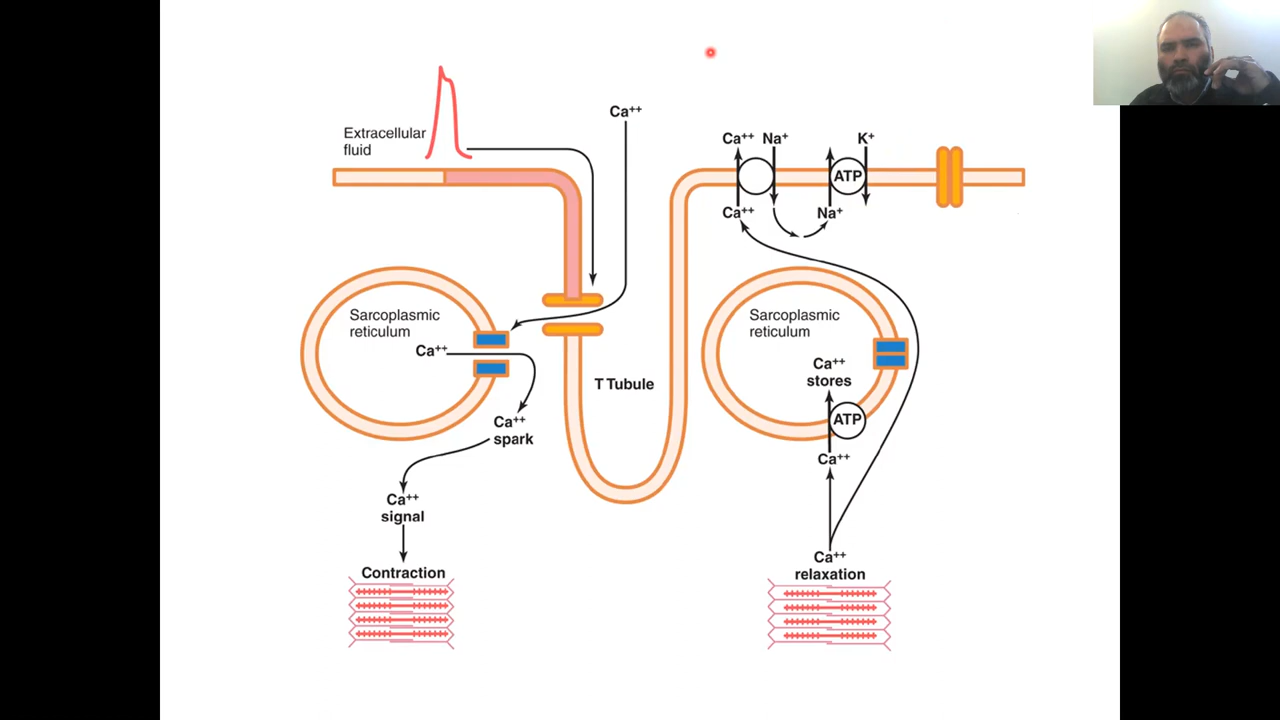 Extracellular
fluid
Ca⁺⁺
Ca⁺⁺ Na⁺
K⁺
ATP
Ca⁺⁺
Na⁺
Sarcoplasmic
reticulum
Ca⁺⁺
Ca⁺⁺
spark
Ca⁺⁺
signal
Contraction
T Tubule
Sarcoplasmic
reticulum
Ca⁺⁺
stores
ATP
Ca⁺⁺
Ca⁺⁺
relaxation